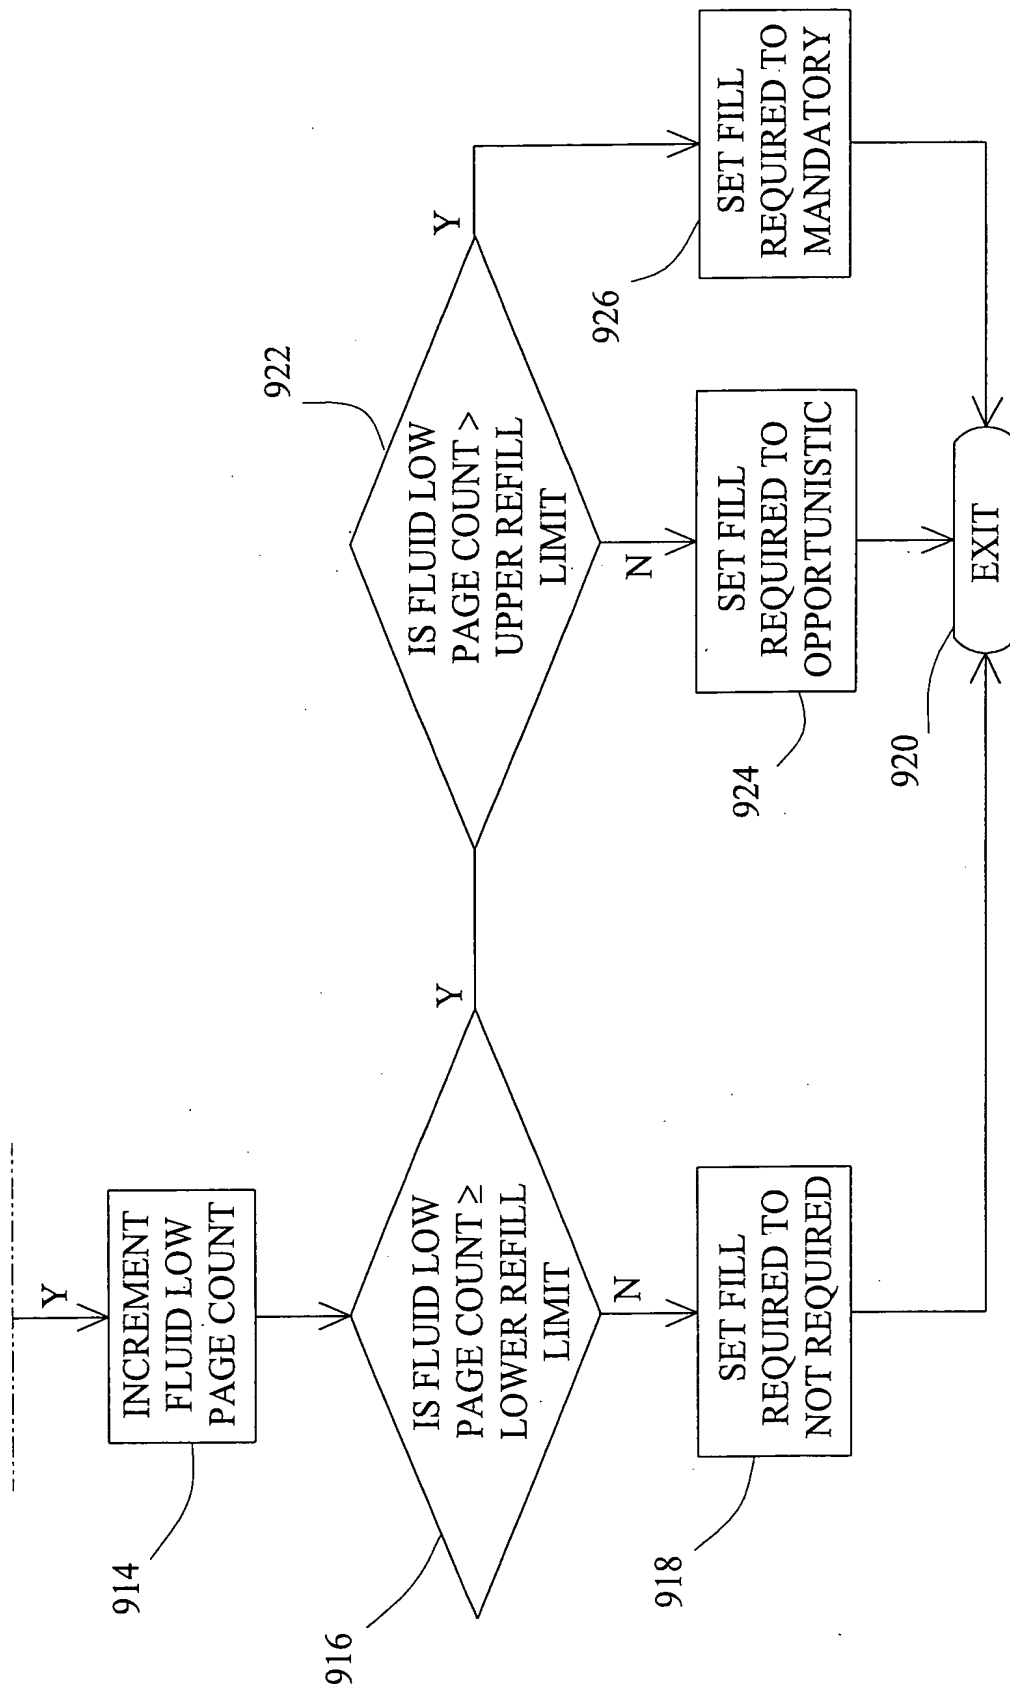 Y
INCREMENT
FLUID LOW
PAGE COUNT
914
IS FLUID LOW
PAGE COUNT ≥
LOWER REFILL
LIMIT
916
Y
N
SET FILL
REQUIRED TO
NOT REQUIRED
918
IS FLUID LOW
PAGE COUNT >
UPPER REFILL
LIMIT
922
Y
N
SET FILL
REQUIRED TO
OPPORTUNISTIC
924
SET FILL
REQUIRED TO
MANDATORY
926
EXIT
920